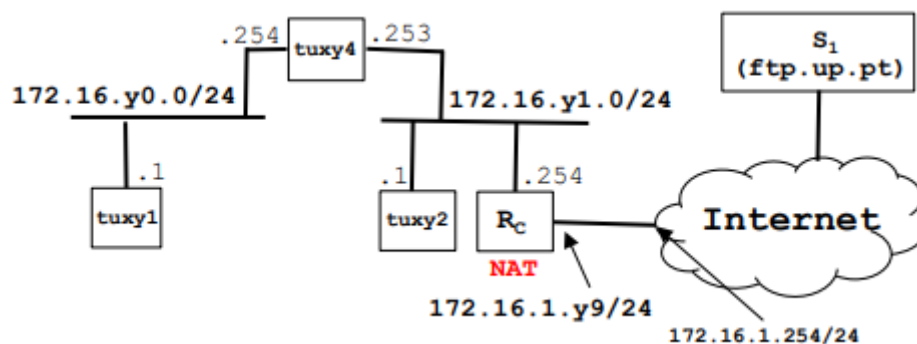 .254
tuxy4
.253
S₁
(ftp.up.pt)
172.16.y0.0/24
172.16.y1.0/24
.1
tuxy1
.1
tuxy2
.254
R_C
NAT
Internet
172.16.1.y9/24
172.16.1.254/24